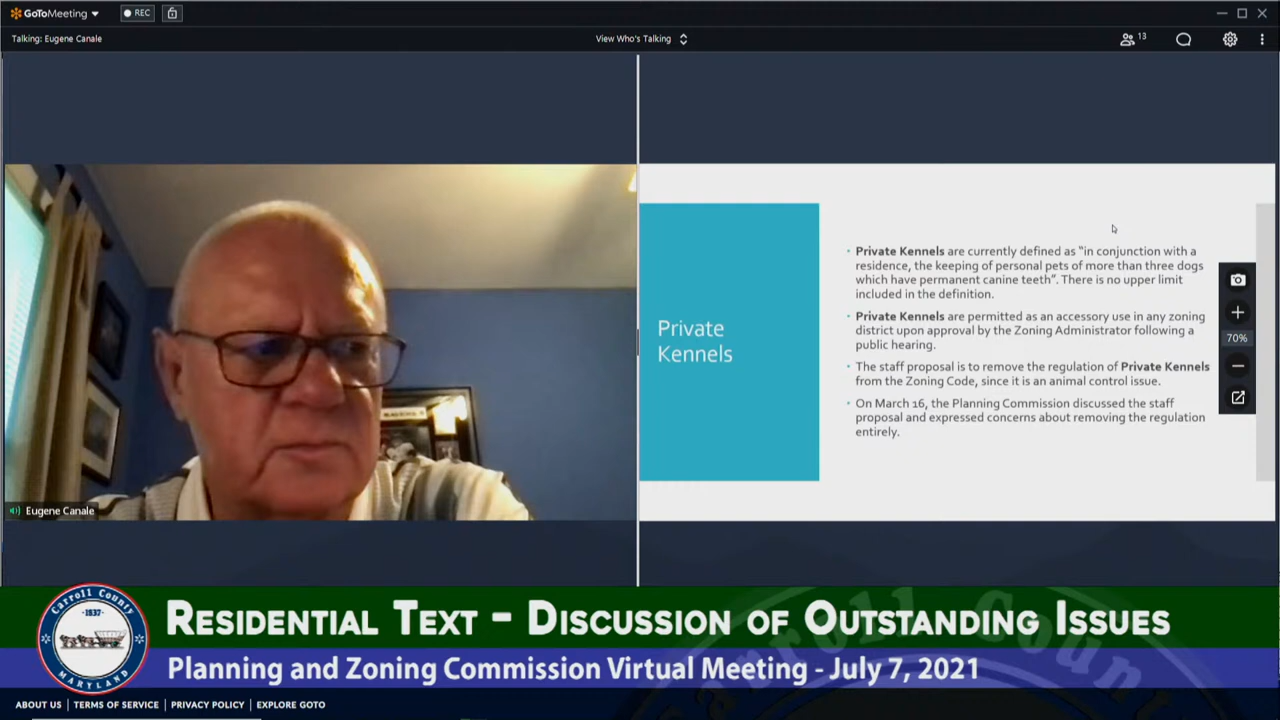 GoToMeeting
REC
Talking: Eugene Canale
View Who's Talking
13
Private
Kennels
Private Kennels are currently defined as “in conjunction with a
residence, the keeping of personal pets of more than three dogs
which have permanent canine teeth”. There is no upper limit
included in the definition.
Private Kennels are permitted as an accessory use in any zoning
district upon approval by the Zoning Administrator following a
public hearing.
The staff proposal is to remove the regulation of Private Kennels
from the Zoning Code, since it is an animal control issue.
On March 16, the Planning Commission discussed the staff
proposal and expressed concerns about removing the regulation
entirely.
70%
Eugene Canale
Carroll County
1837
MARYLAND
Residential Text – Discussion of Outstanding Issues
Planning and Zoning Commission Virtual Meeting - July 7, 2021
ABOUT US | TERMS OF SERVICE | PRIVACY POLICY | EXPLORE GOTO